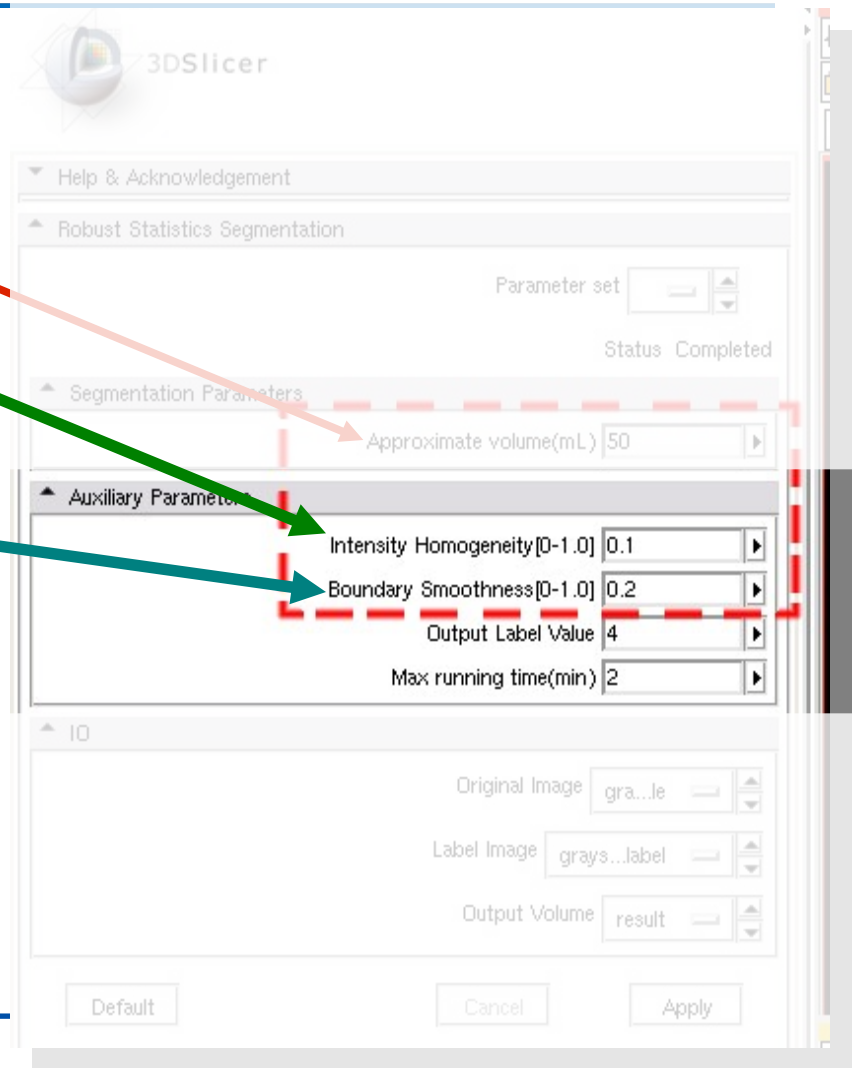 3DSlicer
Help & Acknowledgement
Robust Statistics Segmentation
Parameter set
Status Completed
Segmentation Parameters
Approximate volume(mL) 50
Auxiliary Parameters
Intensity Homogeneity[0-1.0] 0.1
Boundary Smoothness[0-1.0] 0.2
Output Label Value 4
Max running time(min) 2
IO
Original Image gra...le
Label Image grays...label
Output Volume result
Default Cancel Apply